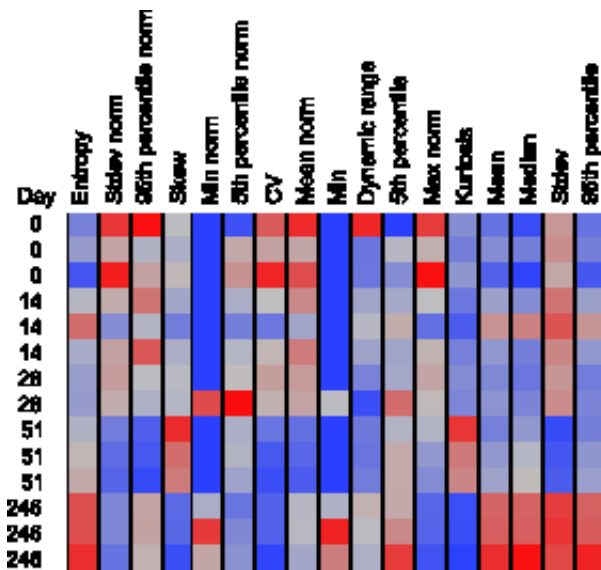 Day
Entropy
Stdev norm
95th percentile norm
Skew
Min norm
5th percentile norm
CV
Mean norm
Min
Dynamic range
5th percentile
Max norm
Kurtosis
Mean
Median
Stdev
95th percentile
0
0
0
14
14
14
28
28
51
51
51
246
246
246